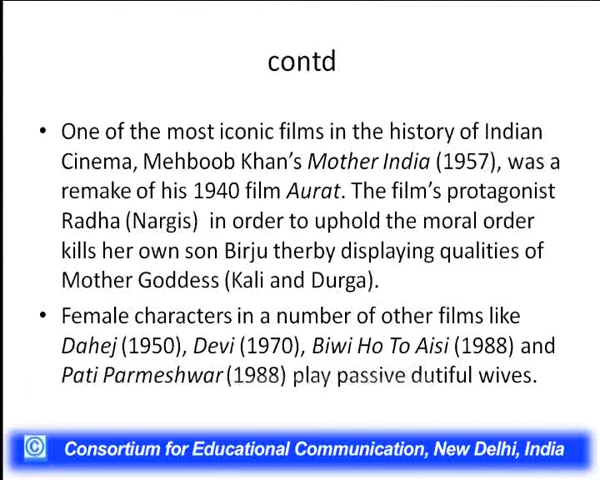 contd
• One of the most iconic films in the history of Indian
Cinema, Mehboob Khan's Mother India (1957), was a
remake of his 1940 film Aurat. The film's protagonist
Radha (Nargis) in order to uphold the moral order
kills her own son Birju therby displaying qualities of
Mother Goddess (Kali and Durga).
• Female characters in a number of other films like
Dahej (1950), Devi (1970), Biwi Ho To Aisi (1988) and
Pati Parmeshwar (1988) play passive dutiful wives.
© Consortium for Educational Communication, New Delhi, India